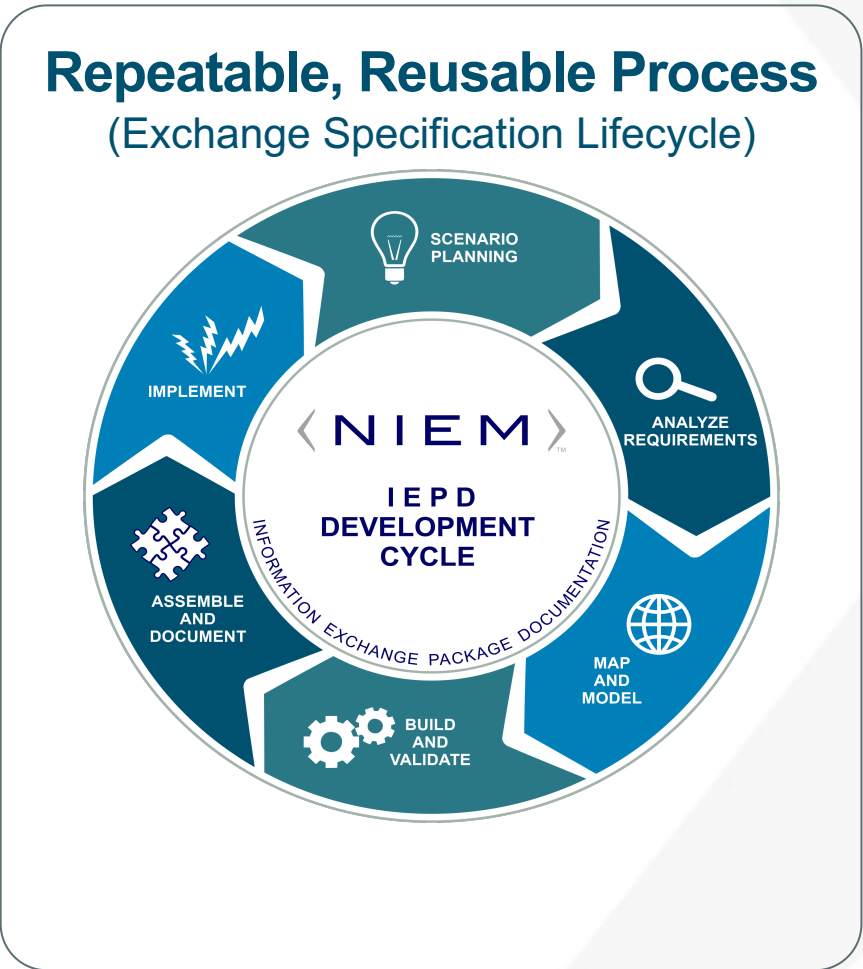 Repeatable, Reusable Process
(Exchange Specification Lifecycle)
SCENARIO
PLANNING
ANALYZE
REQUIREMENTS
MAP
AND
MODEL
BUILD
AND
VALIDATE
ASSEMBLE
AND
DOCUMENT
IMPLEMENT
NIEM
TM
IEPD
DEVELOPMENT
CYCLE
INFORMATION EXCHANGE PACKAGE DOCUMENTATION